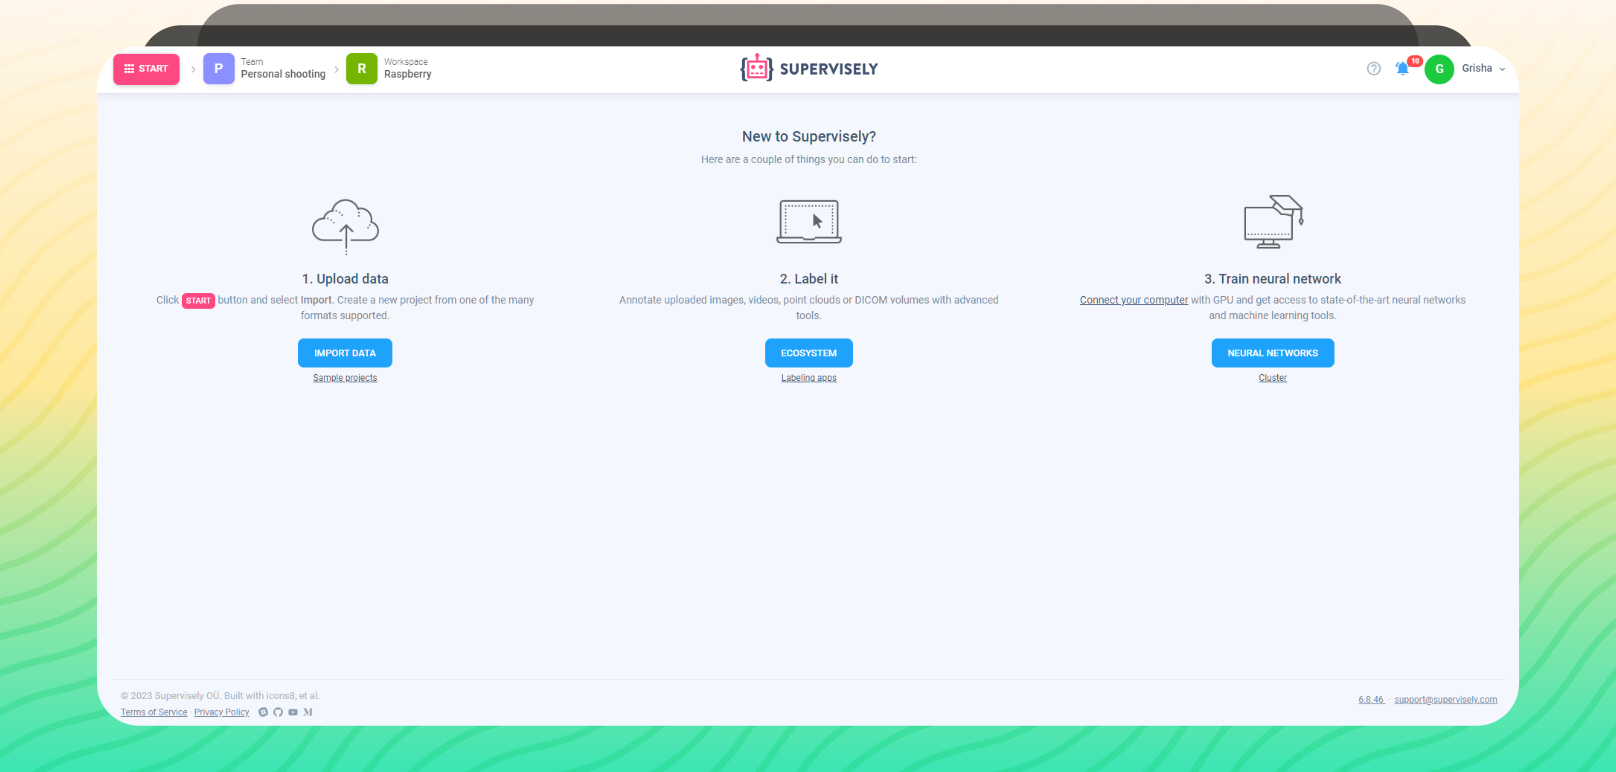 START
P
Team
Personal shooting
R
Workspace
Raspberry
SUPERVISELY
10
G
Grisha
New to Supervisely?
Here are a couple of things you can do to start:
1. Upload data
Click START button and select Import. Create a new project from one of the many
formats supported.
IMPORT DATA
Sample projects
2. Label it
Annotate uploaded images, videos, point clouds or DICOM volumes with advanced
tools.
ECOSYSTEM
Labeling apps
3. Train neural network
Connect your computer with GPU and get access to state-of-the-art neural networks
and machine learning tools.
NEURAL NETWORKS
Cluster
© 2023 Supervisely OÜ. Built with icons8, et al.
Terms of Service · Privacy Policy
6.8.46 · support@supervisely.com